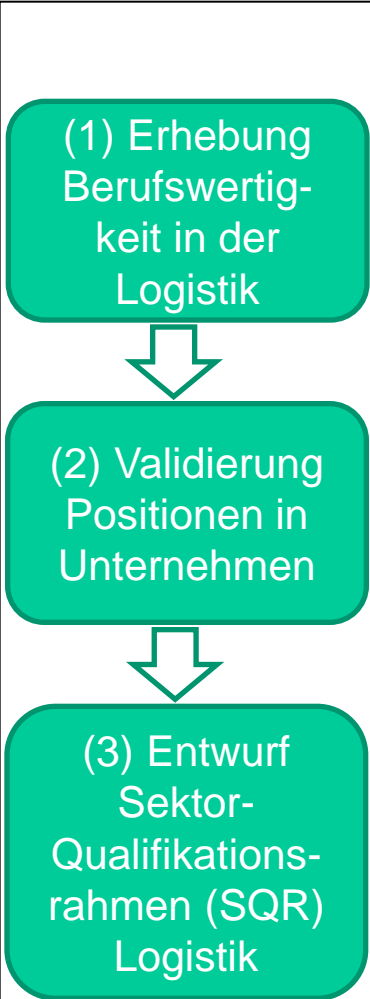 (1) Erhebung
Berufswertig-
keit in der
Logistik
(2) Validierung
Positionen in
Unternehmen
(3) Entwurf
Sektor-
Qualifikations-
rahmen (SQR)
Logistik